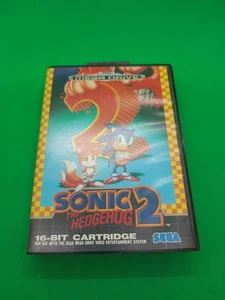 MEGA DRIVE
2
SONIC
THE
HEDGEHOG 2
16-BIT CARTRIDGE
FOR USE WITH THE SEGA MEGA DRIVE VIDEO ENTERTAINMENT SYSTEM
SEGA